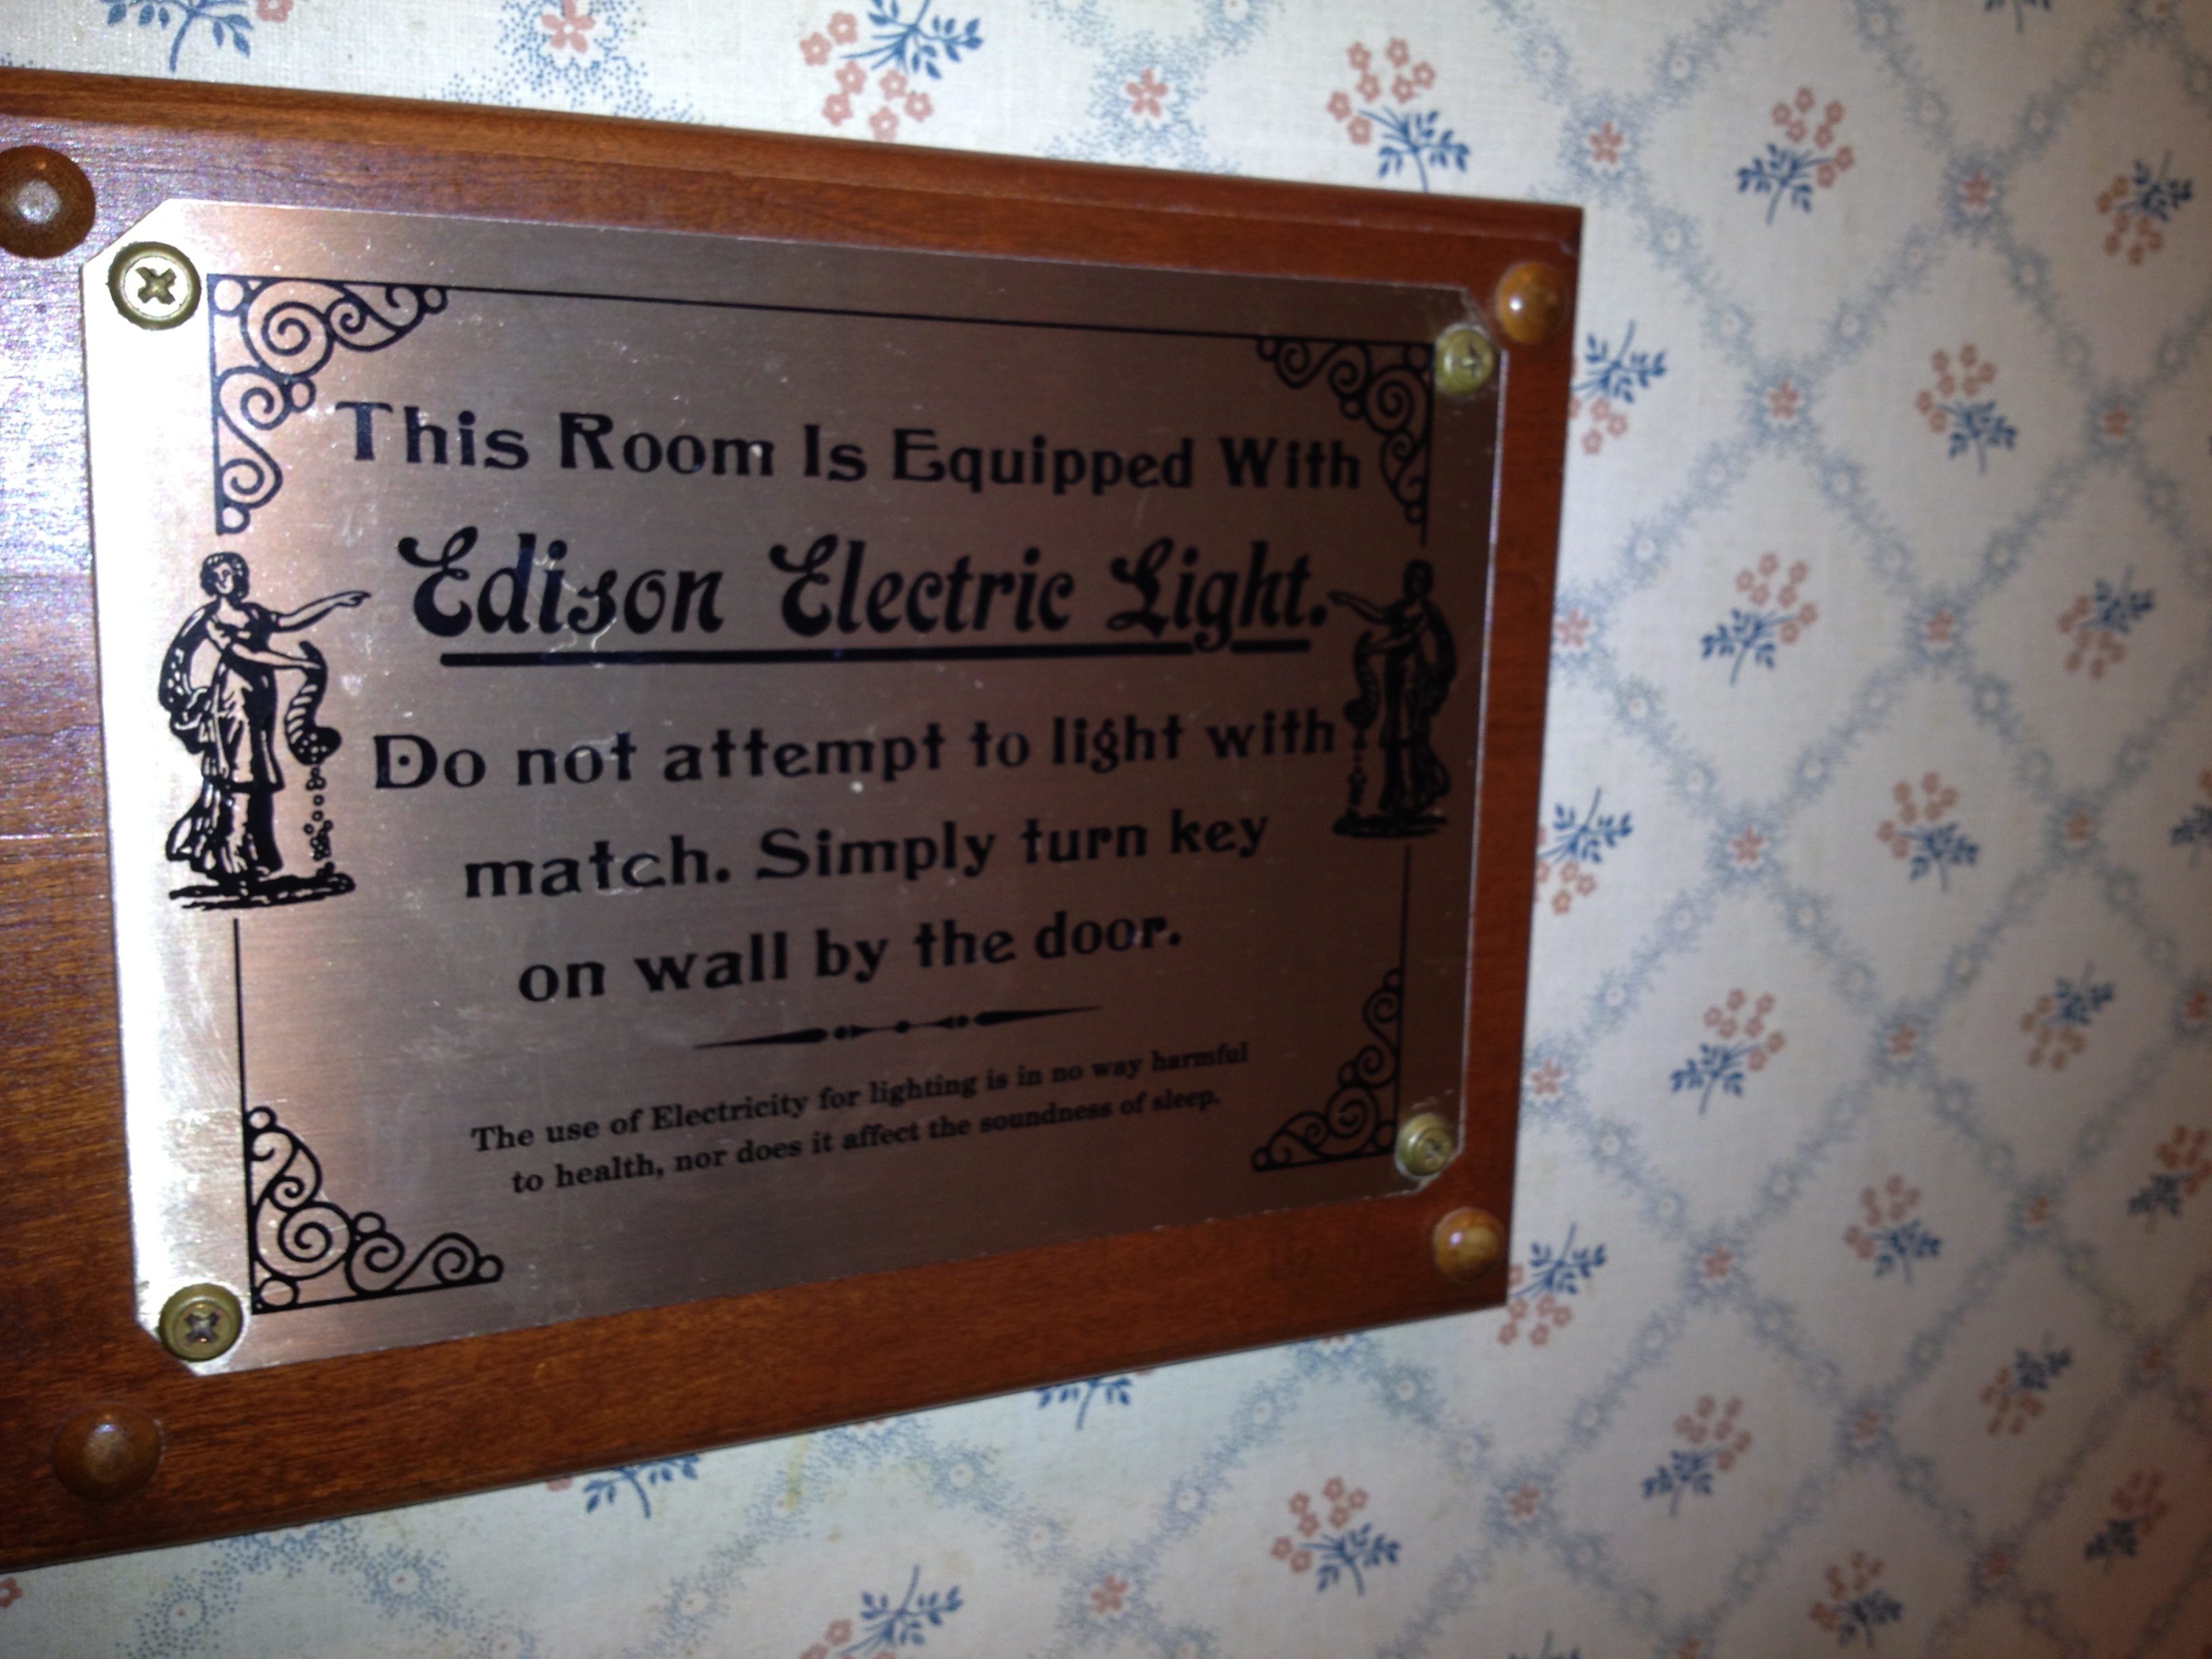 This Room Is Equipped With
Edison Electric Light.
Do not attempt to light with
match. Simply turn key
on wall by the door.
The use of Electricity for lighting is in no way harmful
to health, nor does it affect the soundness of sleep.